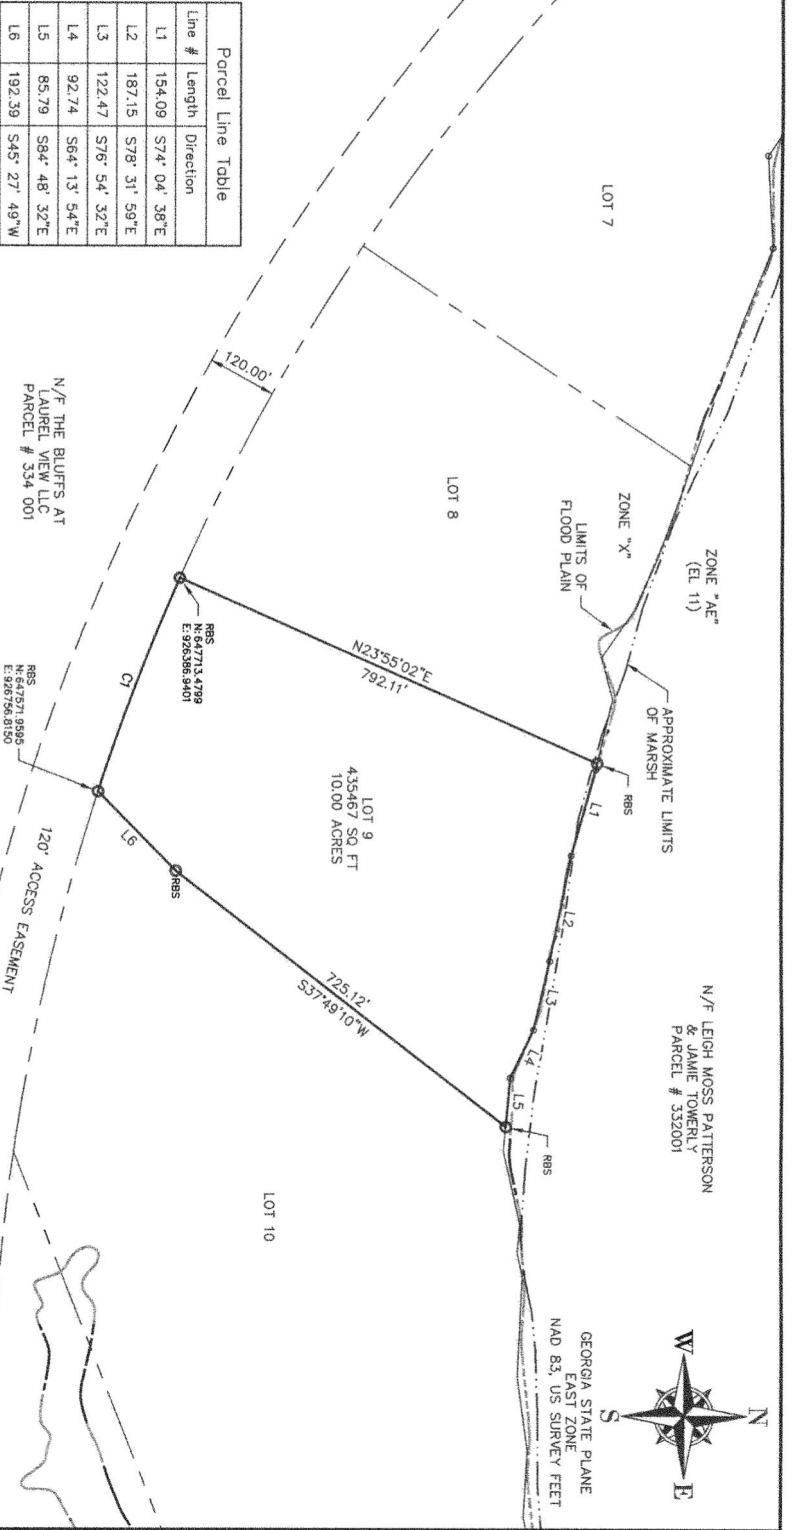 Parcel Line Table
Line # Length Direction
L1 154.09 S74° 04' 38"E
L2 187.15 S78° 31' 59"E
L3 122.47 S76° 54' 32"E
L4 92.74 S64° 13' 54"E
L5 85.79 S84° 48' 32"E
L6 192.39 S45° 27' 49"W
LOT 7
120.00'
N/F THE BLUFFS AT
LAUREL VIEW LLC
PARCEL # 334 001
LOT 8
ZONE "X"
LIMITS OF
FLOOD PLAIN
ZONE "AE"
(EL 11)
APPROXIMATE LIMITS
OF MARSH
RBS
N: 647713.4799
E: 926386.9401
N23°55'02"E
792.11'
RBS
C1
RBS
N: 647571.9595
E: 926756.8150
L1
L2
L3
L4
L5
L6
RBS
RBS
LOT 9
435467 SQ FT
10.00 ACRES
725.12'
S37°49'10"W
120' ACCESS EASEMENT
N/F LEIGH MOSS PATTERSON
& JAMIE TOWERLY
PARCEL # 332001
LOT 10
N
W
E
S
GEORGIA STATE PLANE
EAST ZONE
NAD 83, US SURVEY FEET